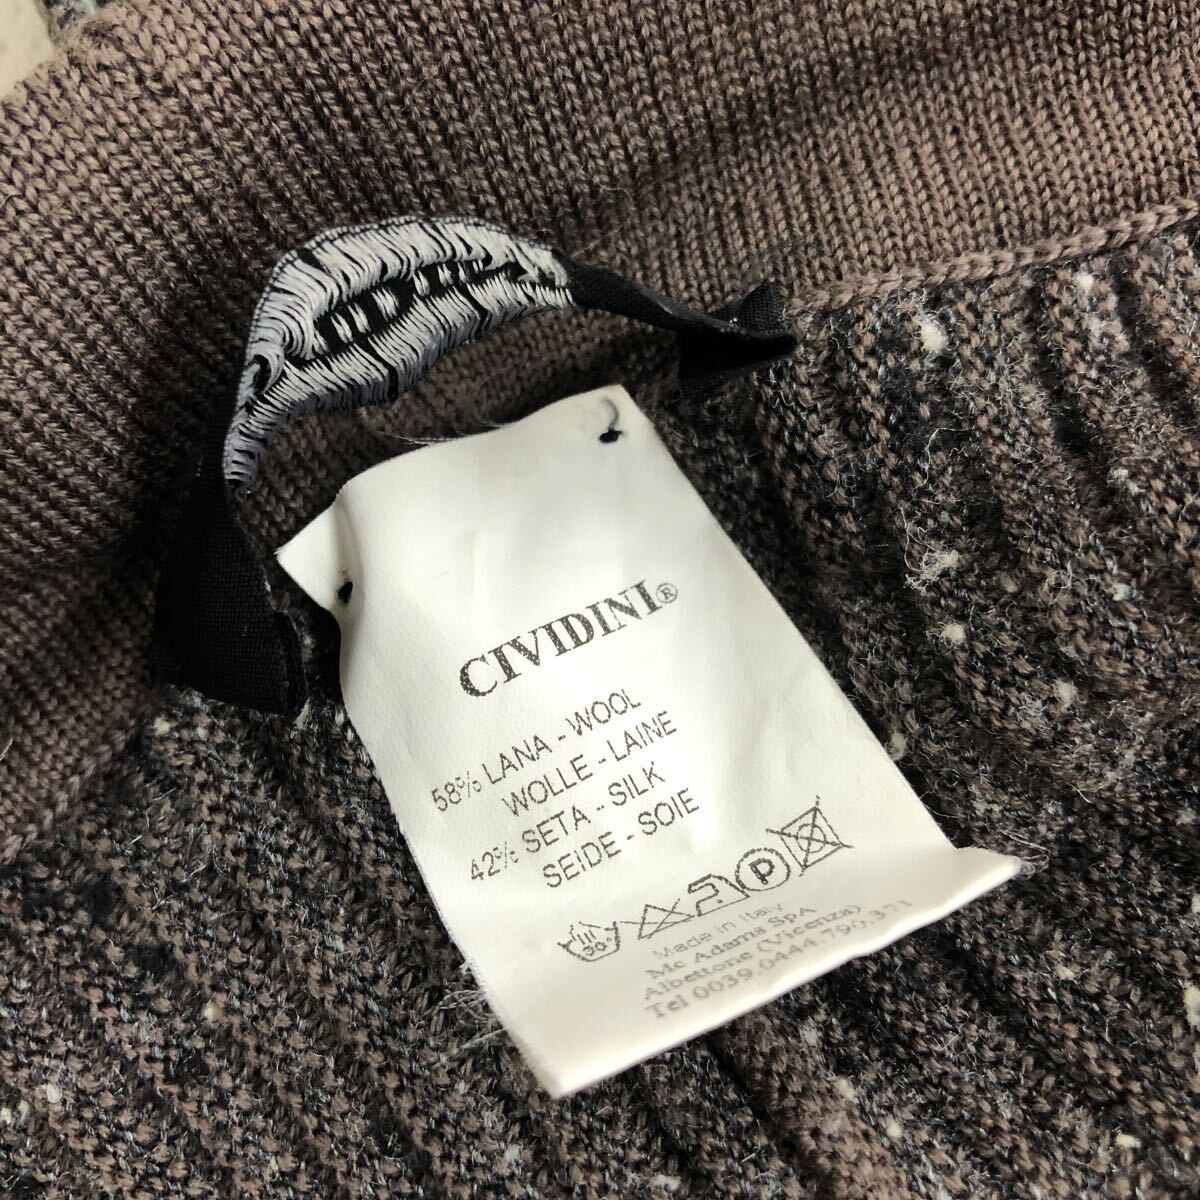 CIVIDINI®
58% LANA - WOOL
WOLLE - LAINE
42% SETA - SILK
SEIDE - SOIE
30°
P
Made in Italy
Mc Adams SpA
Albettone (Vicenza)
Tel 0039.0444.790.371